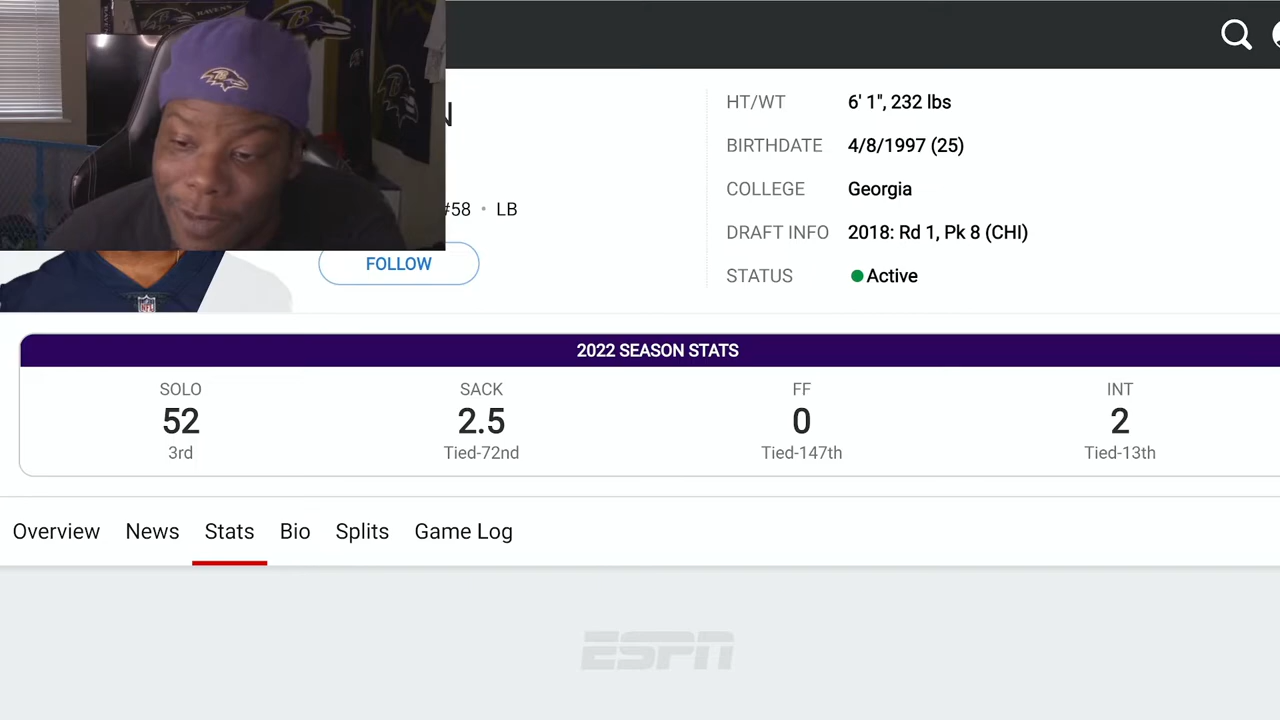 N
#58 • LB
FOLLOW
HT/WT 6' 1", 232 lbs
BIRTHDATE 4/8/1997 (25)
COLLEGE Georgia
DRAFT INFO 2018: Rd 1, Pk 8 (CHI)
STATUS Active
2022 SEASON STATS
SOLO SACK FF INT
52 2.5 0 2
3rd Tied-72nd Tied-147th Tied-13th
Overview News Stats Bio Splits Game Log
ESPN